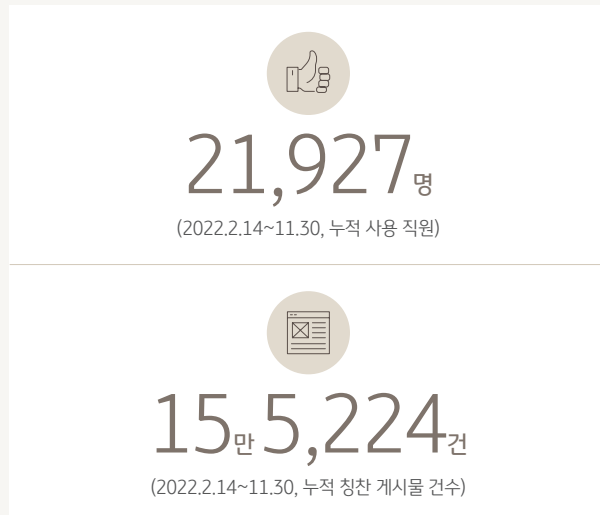 21,927명
(2022.2.14~11.30, 누적 사용 직원)
15만 5,224건
(2022.2.14~11.30, 누적 칭찬 게시물 건수)